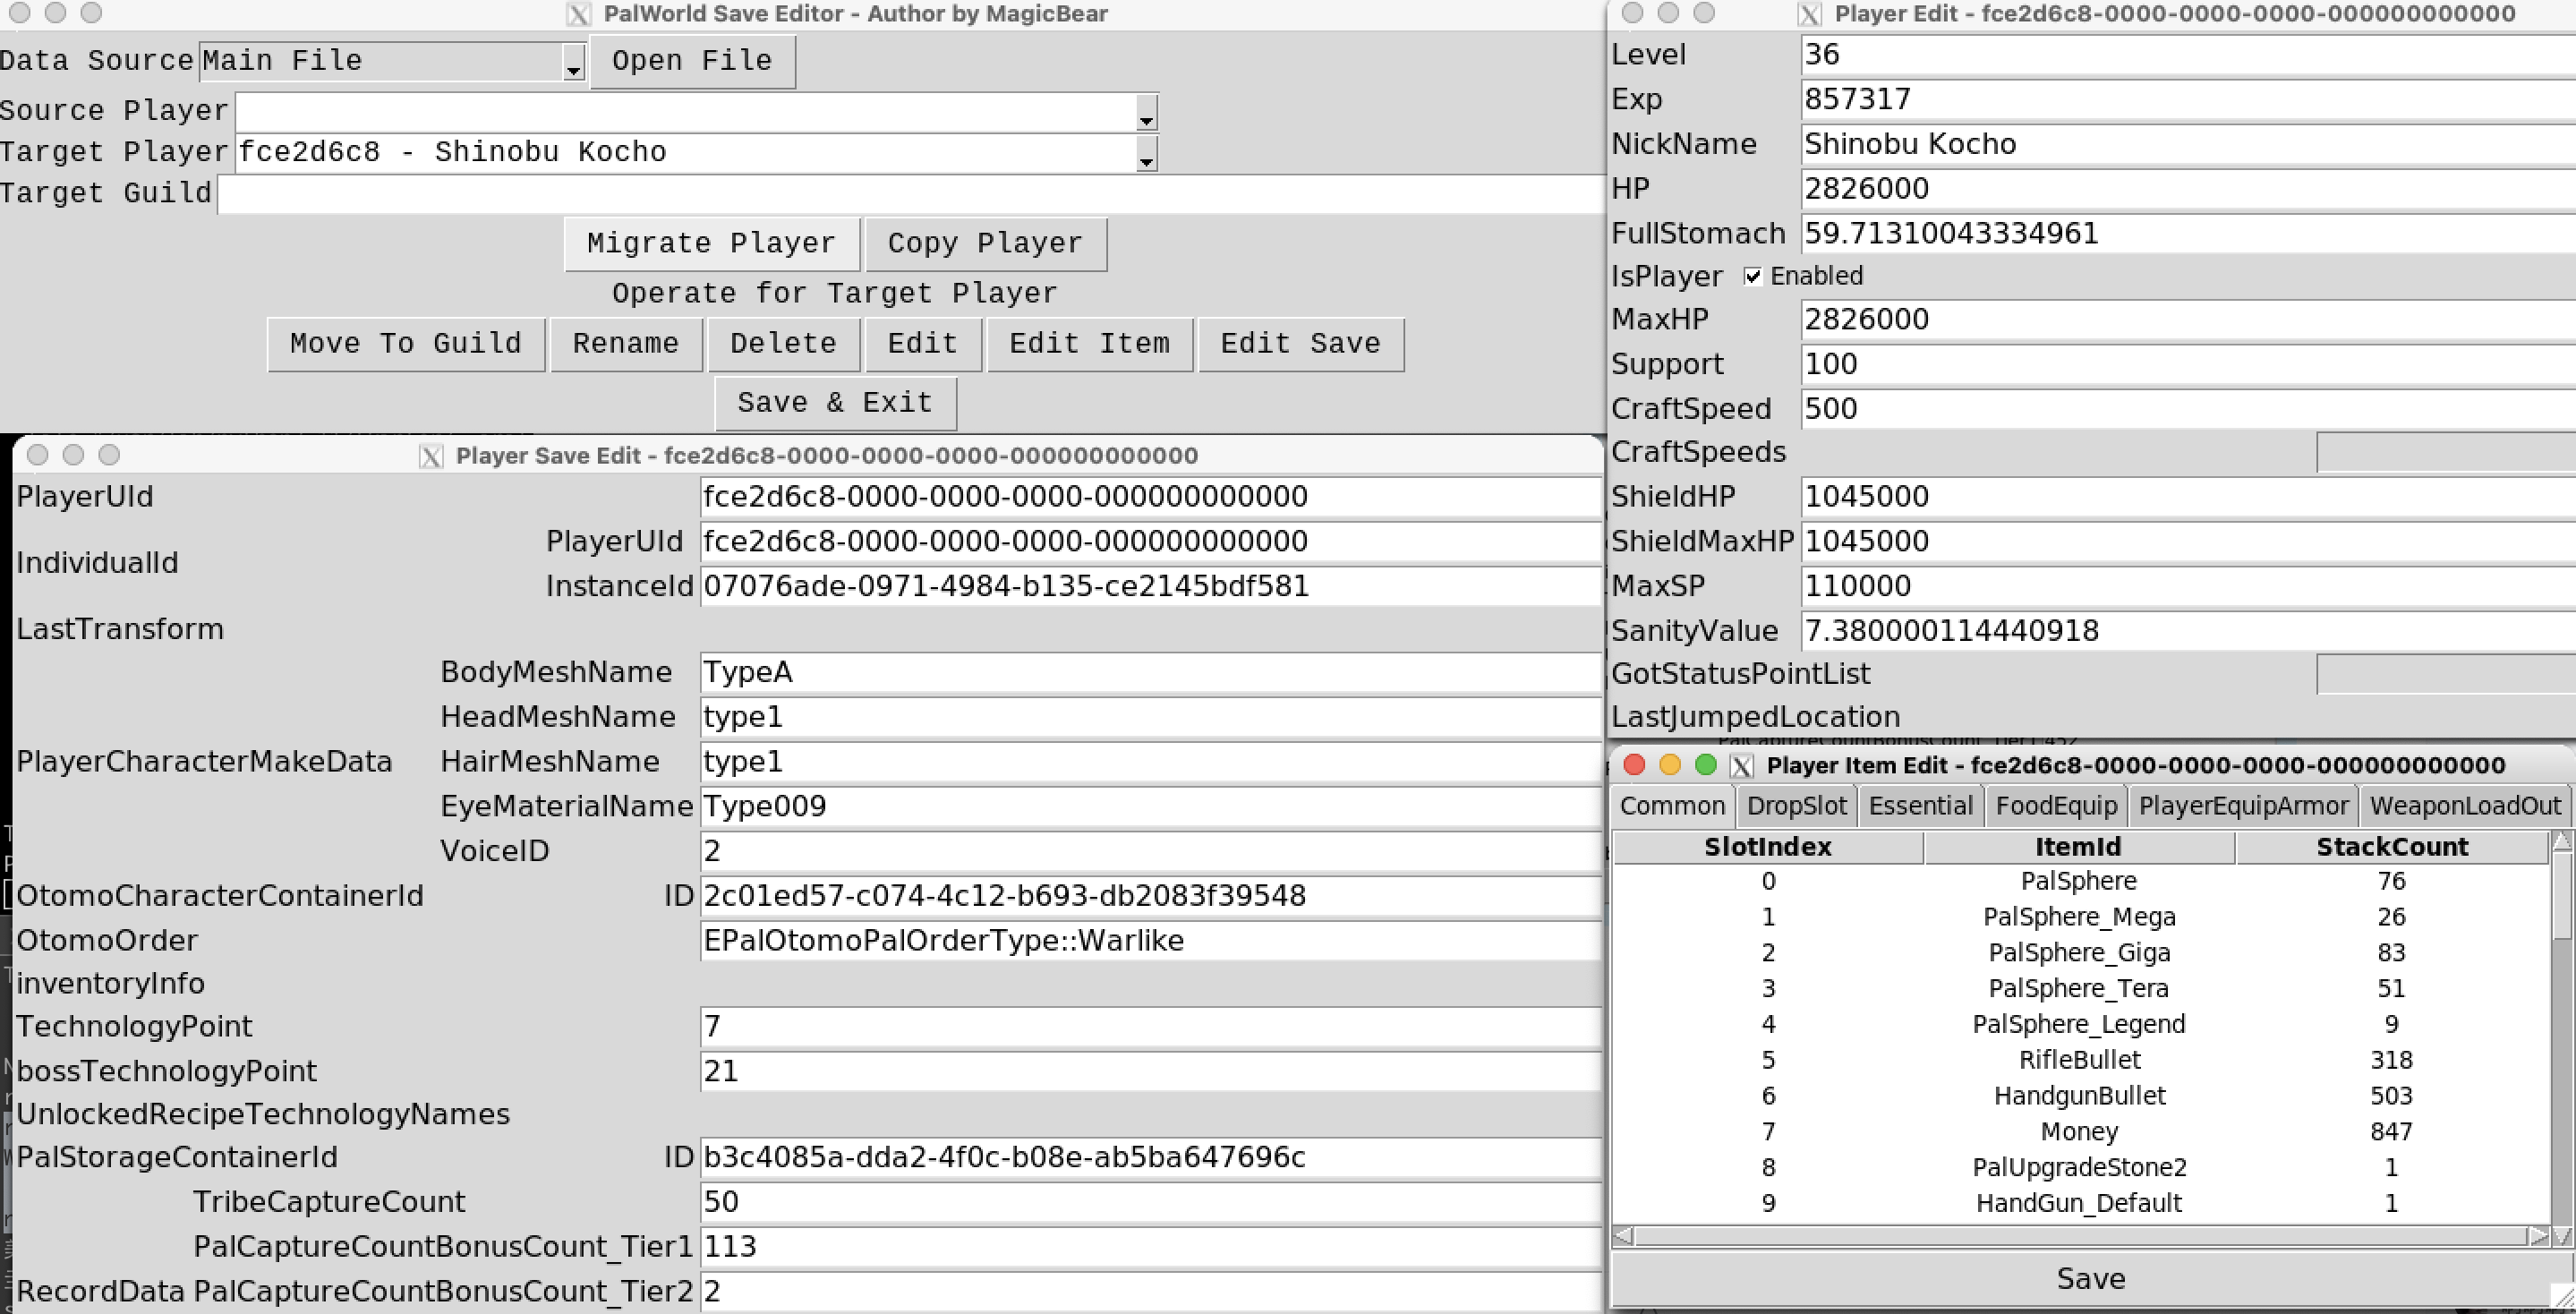 PalWorld Save Editor - Author by MagicBear
Data Source Main File Open File
Source Player
Target Player fce2d6c8 - Shinobu Kocho
Target Guild
Migrate Player Copy Player
Operate for Target Player
Move To Guild Rename Delete Edit Edit Item Edit Save
Save & Exit
Player Edit - fce2d6c8-0000-0000-0000-000000000000
Level 36
Exp 857317
NickName Shinobu Kocho
HP 2826000
FullStomach 59.71310043334961
IsPlayer Enabled
MaxHP 2826000
Support 100
CraftSpeed 500
CraftSpeeds
ShieldHP 1045000
ShieldMaxHP 1045000
MaxSP 110000
SanityValue 7.380000114440918
GotStatusPointList
LastJumpedLocation
Player Save Edit - fce2d6c8-0000-0000-0000-000000000000
PlayerUId fce2d6c8-0000-0000-0000-000000000000
IndividualId
PlayerUId fce2d6c8-0000-0000-0000-000000000000
InstanceId 07076ade-0971-4984-b135-ce2145bdf581
LastTransform
PlayerCharacterMakeData
BodyMeshName TypeA
HeadMeshName type1
HairMeshName type1
EyeMaterialName Type009
VoiceID 2
OtomoCharacterContainerId ID 2c01ed57-c074-4c12-b693-db2083f39548
OtomoOrder EPalOtomoPalOrderType::Warlike
inventoryInfo
TechnologyPoint 7
bossTechnologyPoint 21
UnlockedRecipeTechnologyNames
PalStorageContainerId ID b3c4085a-dda2-4f0c-b08e-ab5ba647696c
TribeCaptureCount 50
PalCaptureCountBonusCount_Tier1 113
RecordData PalCaptureCountBonusCount_Tier2 2
Player Item Edit - fce2d6c8-0000-0000-0000-000000000000
Common DropSlot Essential FoodEquip PlayerEquipArmor WeaponLoadOut
SlotIndex ItemId StackCount
0 PalSphere 76
1 PalSphere_Mega 26
2 PalSphere_Giga 83
3 PalSphere_Tera 51
4 PalSphere_Legend 9
5 RifleBullet 318
6 HandgunBullet 503
7 Money 847
8 PalUpgradeStone2 1
9 HandGun_Default 1
Save